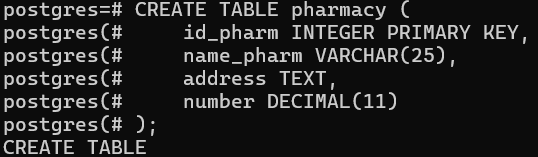 postgres=# CREATE TABLE pharmacy (
postgres(#     id_pharm INTEGER PRIMARY KEY,
postgres(#     name_pharm VARCHAR(25),
postgres(#     address TEXT,
postgres(#     number DECIMAL(11)
postgres(# );
CREATE TABLE